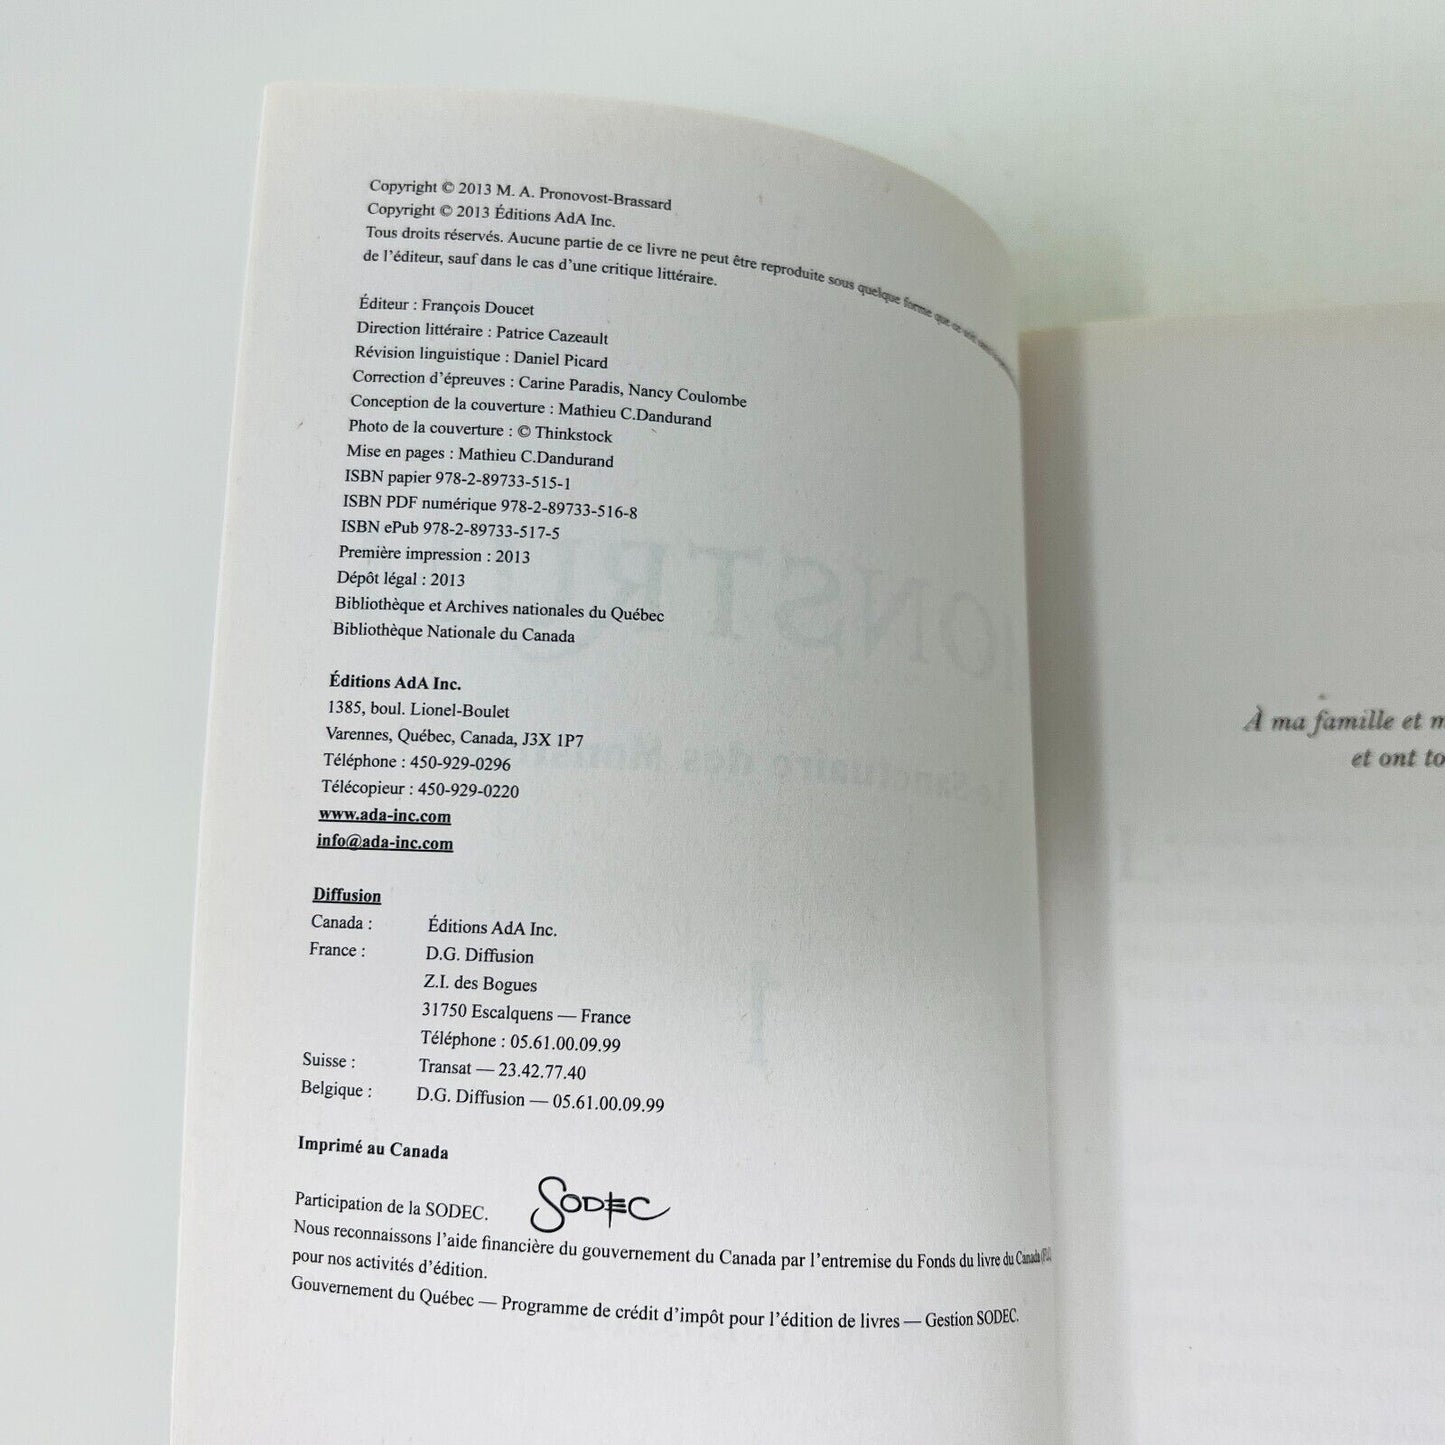 Copyright © 2013 M. A. Pronovost-Brassard
Copyright © 2013 Éditions AdA Inc.
Tous droits réservés. Aucune partie de ce livre ne peut être reproduite sous quelque forme que ce soit
de l’éditeur, sauf dans le cas d’une critique littéraire.
Éditeur : François Doucet
Direction littéraire : Patrice Cazeault
Révision linguistique : Daniel Picard
Correction d’épreuves : Carine Paradis, Nancy Coulombe
Conception de la couverture : Mathieu C.Dandurand
Photo de la couverture : © Thinkstock
Mise en pages : Mathieu C.Dandurand
ISBN papier 978-2-89733-515-1
ISBN PDF numérique 978-2-89733-516-8
ISBN ePub 978-2-89733-517-5
Première impression : 2013
Dépôt légal : 2013
Bibliothèque et Archives nationales du Québec
Bibliothèque Nationale du Canada
Éditions AdA Inc.
1385, boul. Lionel-Boulet
Varennes, Québec, Canada, J3X 1P7
Téléphone : 450-929-0296
Télécopieur : 450-929-0220
www.ada-inc.com
info@ada-inc.com
Diffusion
Canada : Éditions AdA Inc.
France : D.G. Diffusion
Z.I. des Bogues
31750 Escalquens — France
Téléphone : 05.61.00.09.99
Suisse : Transat — 23.42.77.40
Belgique : D.G. Diffusion — 05.61.00.09.99
Imprimé au Canada
Participation de la SODEC. SODEC
Nous reconnaissons l’aide financière du gouvernement du Canada par l’entremise du Fonds du livre du Canada
pour nos activités d’édition.
Gouvernement du Québec — Programme de crédit d’impôt pour l’édition de livres — Gestion SODEC.
À ma famille et m
et ont to